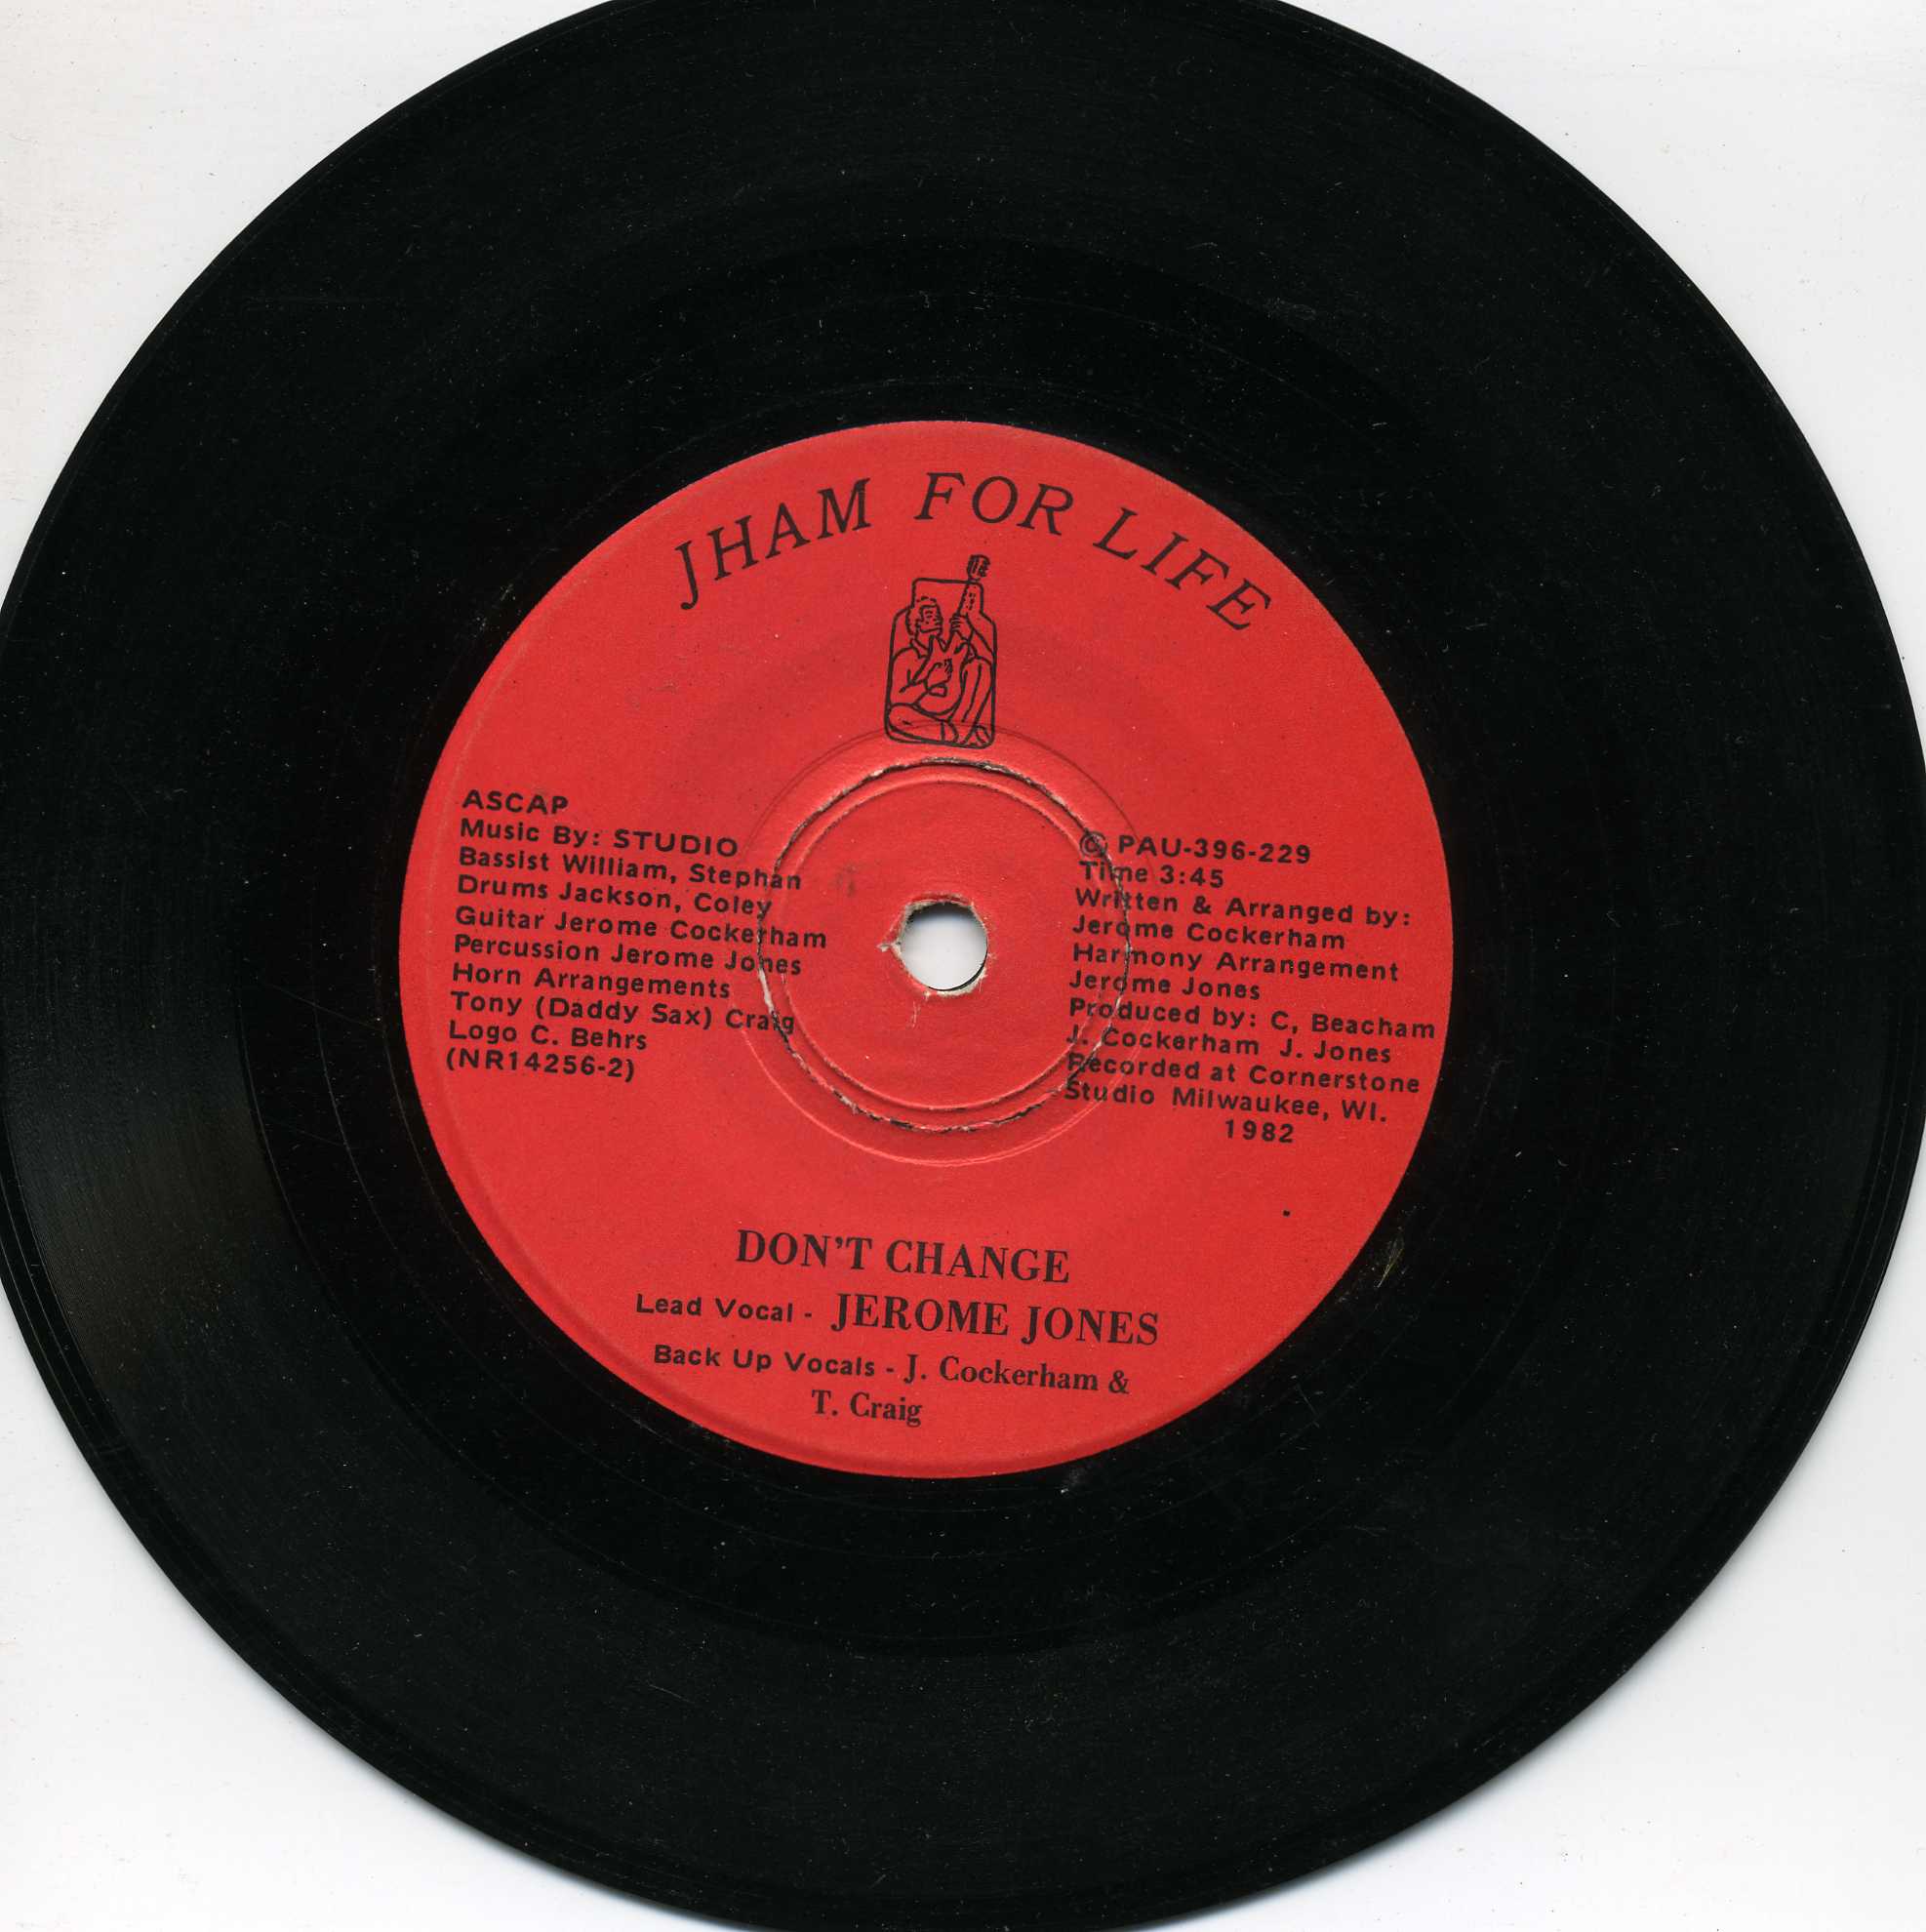 JHAM FOR LIFE
ASCAP
Music By: STUDIO
Bassist William, Stephan
Drums Jackson, Coley
Guitar Jerome Cockerham
Percussion Jerome Jones
Horn Arrangements
Tony (Daddy Sax) Craig
Logo C. Behrs
(NR14256-2)
© PAU-396-229
Time 3:45
Written & Arranged by:
Jerome Cockerham
Harmony Arrangement
Jerome Jones
Produced by: C, Beacham
J. Cockerham J. Jones
Recorded at Cornerstone
Studio Milwaukee, WI.
1982
DON'T CHANGE
Lead Vocal - JEROME JONES
Back Up Vocals - J. Cockerham &
T. Craig